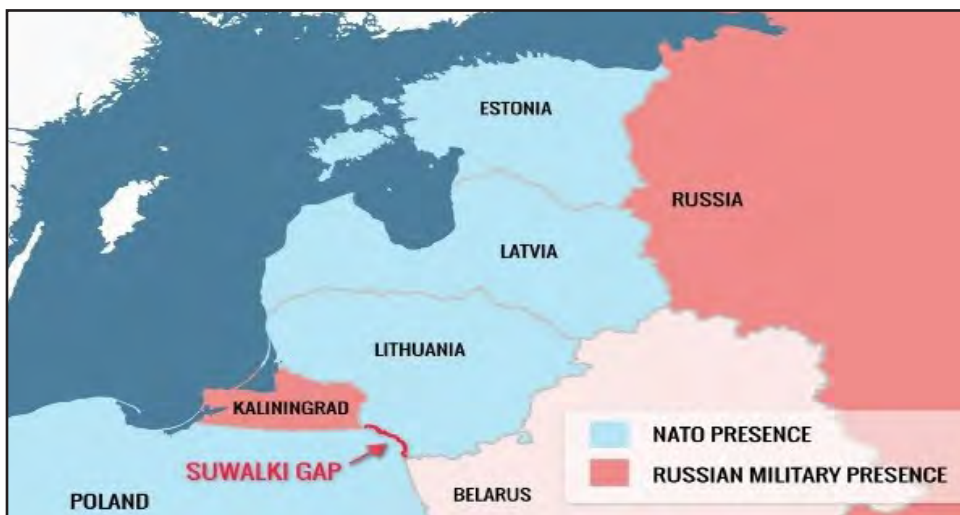 ESTONIA
RUSSIA
LATVIA
LITHUANIA
KALININGRAD
SUWALKI GAP
POLAND
BELARUS
NATO PRESENCE
RUSSIAN MILITARY PRESENCE